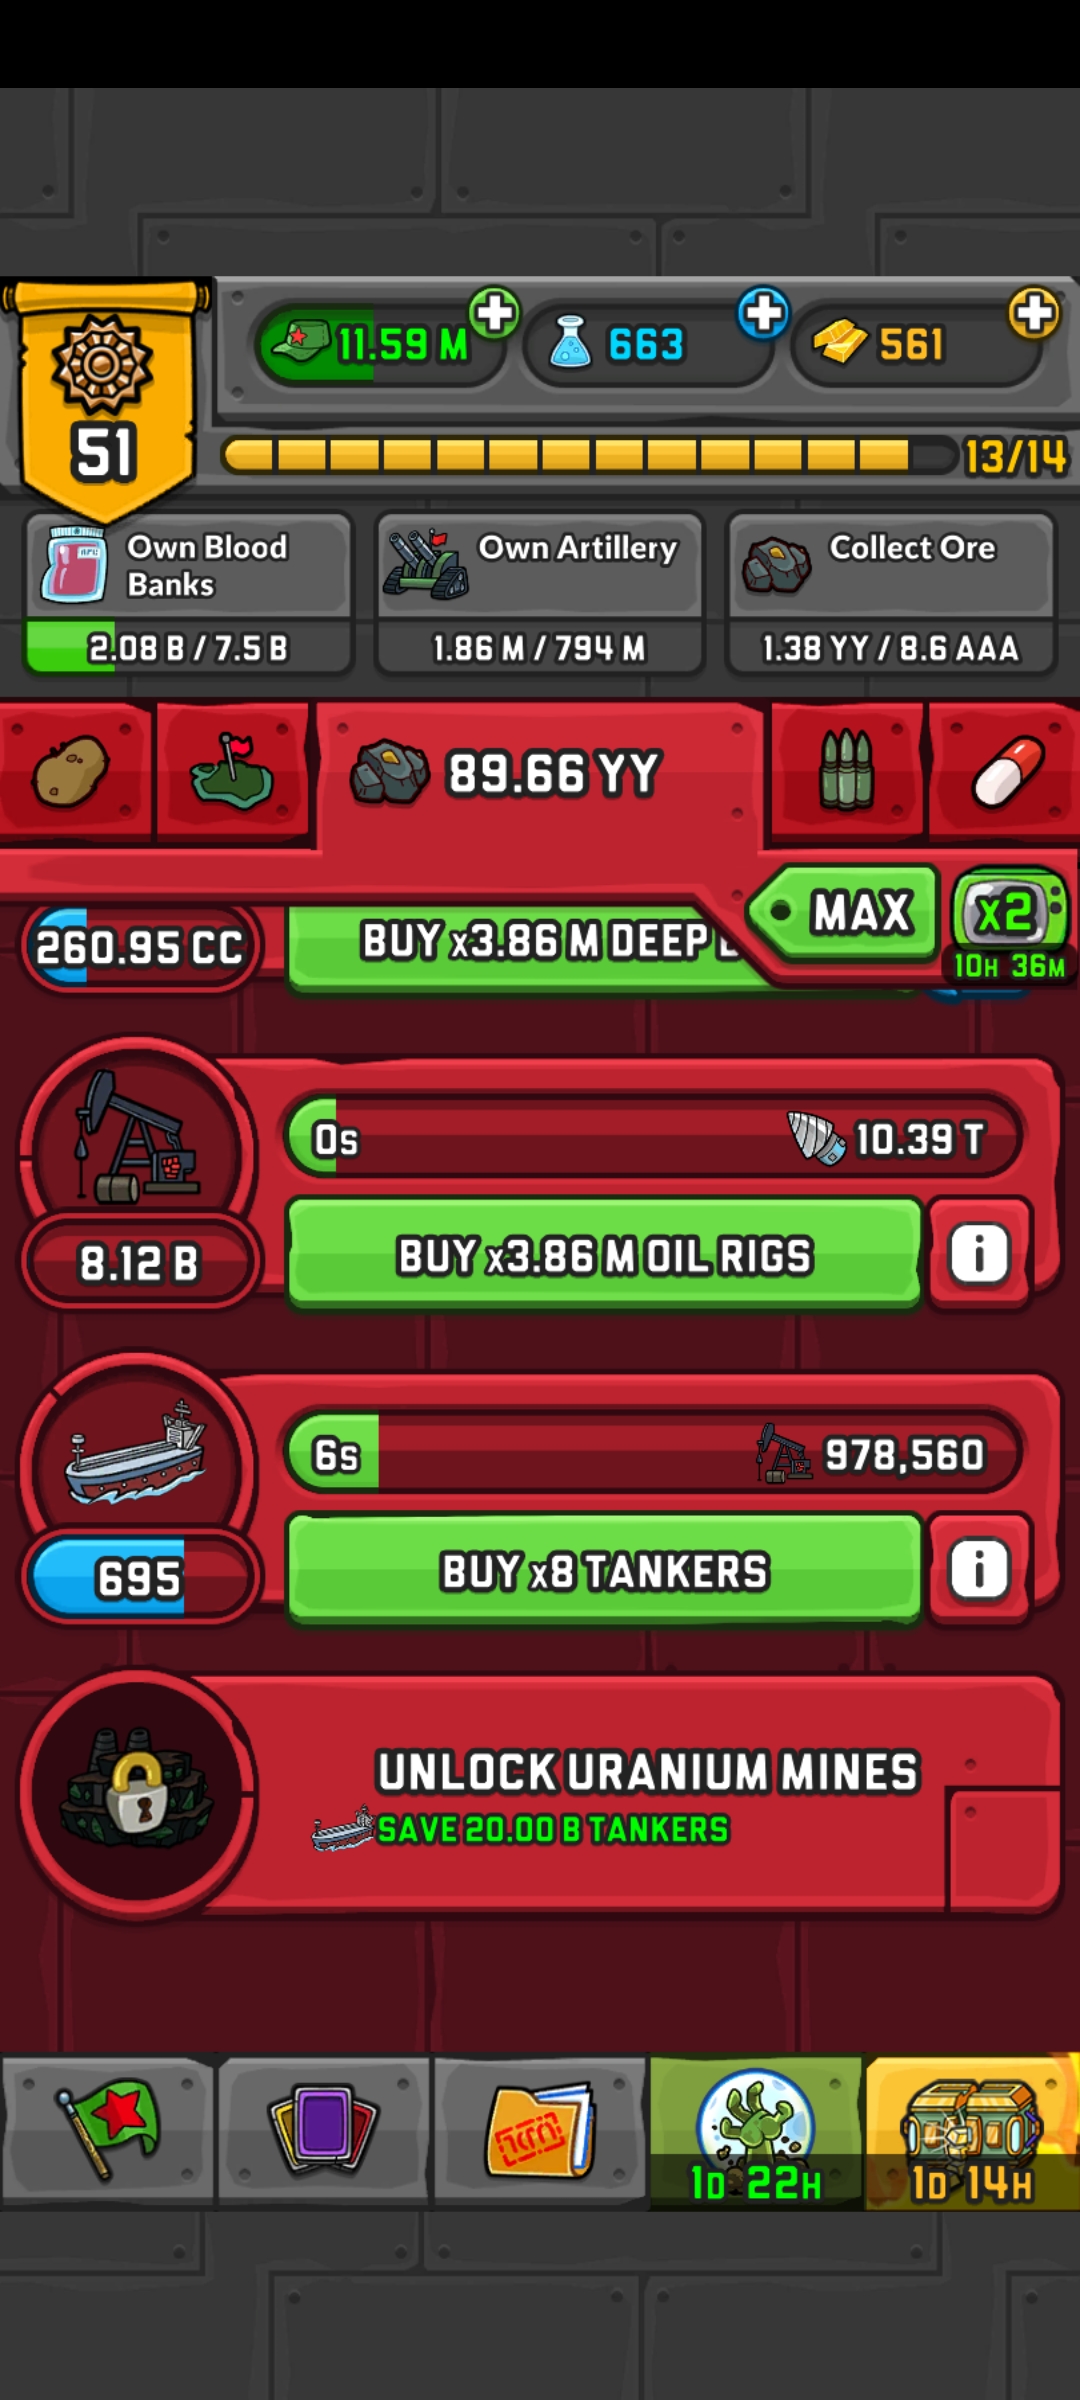 11.59 M
663
561
51
13/14
Own Blood
Banks
2.08 B / 7.5 B
Own Artillery
1.86 M / 794 M
Collect Ore
1.38 YY / 8.6 AAA
89.66 YY
MAX
x2
10H 36M
260.95 CC
BUY x3.86 M DEEP
0s
10.39 T
8.12 B
BUY x3.86 M OIL RIGS
i
6s
978,560
695
BUY x8 TANKERS
i
UNLOCK URANIUM MINES
SAVE 20.00 B TANKERS
1D 22H
1D 14H